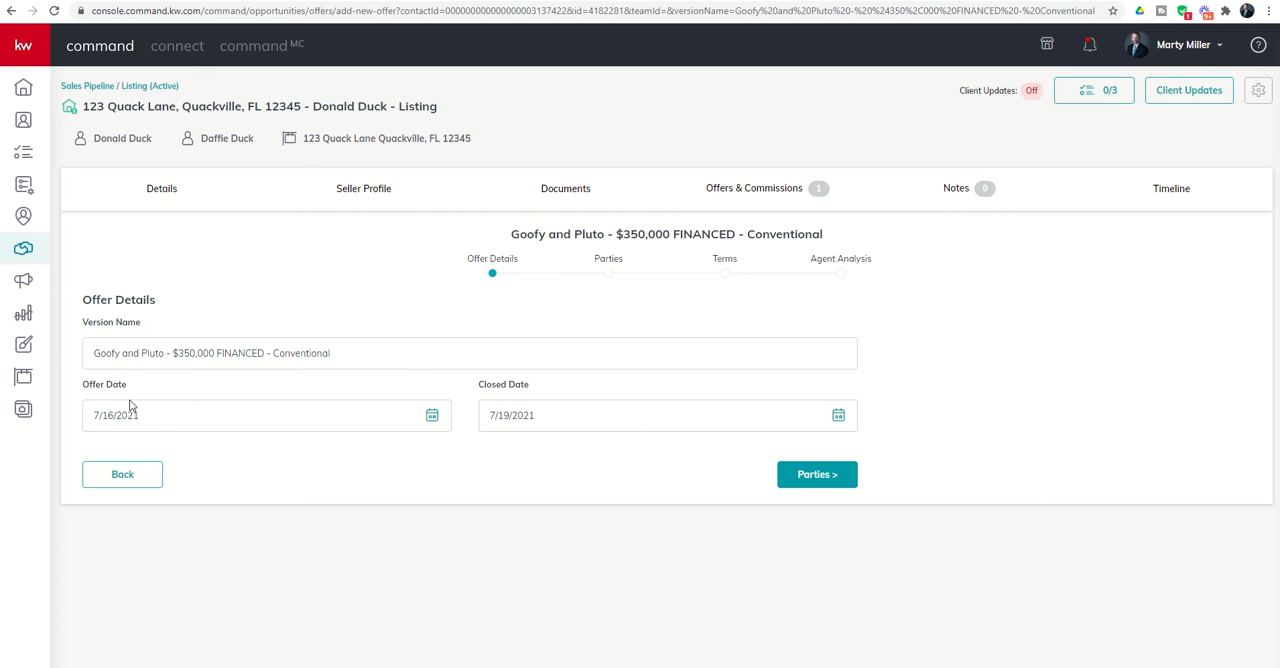 console.command.kw.com/command/opportunities/offers/add-new-offer?contactId=00000000000000003137422&id=4182281&teamId=&versionName=Goofy%20and%20Pluto%20-%20%24350%2C000%20FINANCED%20-%20Conventional
kw command connect command MC Marty Miller
Sales Pipeline / Listing (Active)
Client Updates: Off 0/3 Client Updates
123 Quack Lane, Quackville, FL 12345 - Donald Duck - Listing
Donald Duck Daffie Duck 123 Quack Lane Quackville, FL 12345
Details Seller Profile Documents Offers & Commissions 1 Notes 0 Timeline
Goofy and Pluto - $350,000 FINANCED - Conventional
Offer Details Parties Terms Agent Analysis
Offer Details
Version Name
Goofy and Pluto - $350,000 FINANCED - Conventional
Offer Date Closed Date
7/16/2021 7/19/2021
Back Parties >